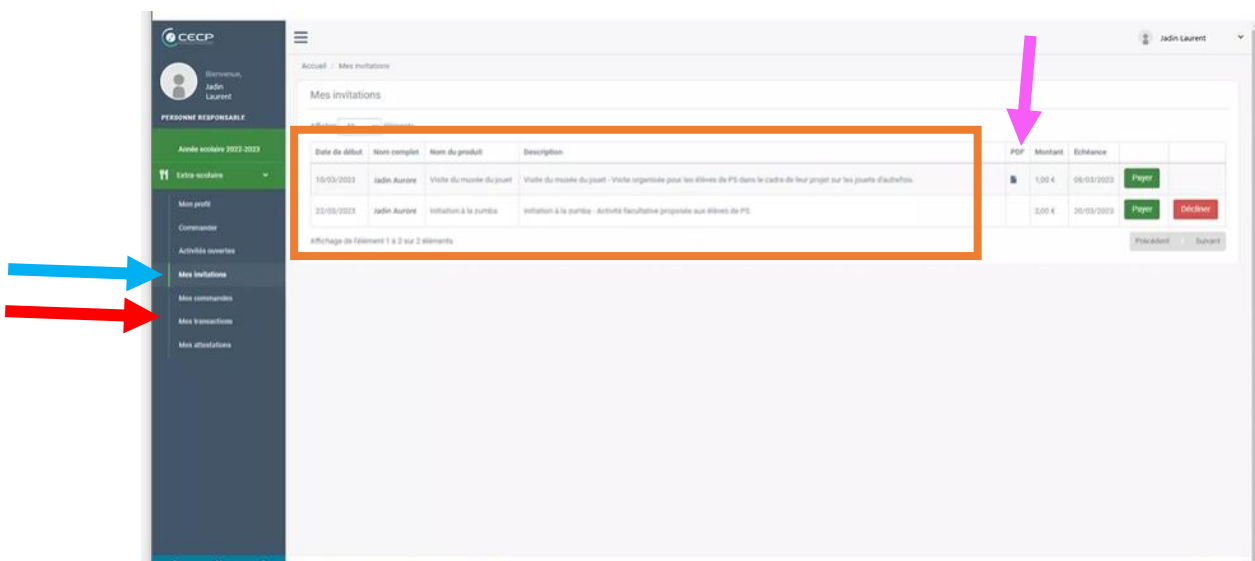 CECP
Jadin Laurent
Bienvenue,
Jadin
Laurent
PERSONNE RESPONSABLE
Année scolaire 2022-2023
Extra-scolaire
Mon profil
Commander
Activités ouvertes
Mes invitations
Mes commandes
Mes transactions
Mes attestations
Accueil / Mes invitations
Mes invitations
Date de début Nom complet Nom du produit Description PDF Montant Echéance
10/03/2023 Jadin Aurore Visite du musée du jouet Visite du musée du jouet - Visite organisée pour les élèves de P5 dans le cadre de leur projet sur les jouets d'autrefois. 1,00 € 08/03/2023 Payer
22/03/2023 Jadin Aurore Initiation à la zumba Initiation à la zumba - Activité facultative proposée aux élèves de P5. 2,00 € 20/03/2023 Payer Décliner
Affichage de l'élément 1 à 2 sur 2 éléments
Précédent 1 Suivant